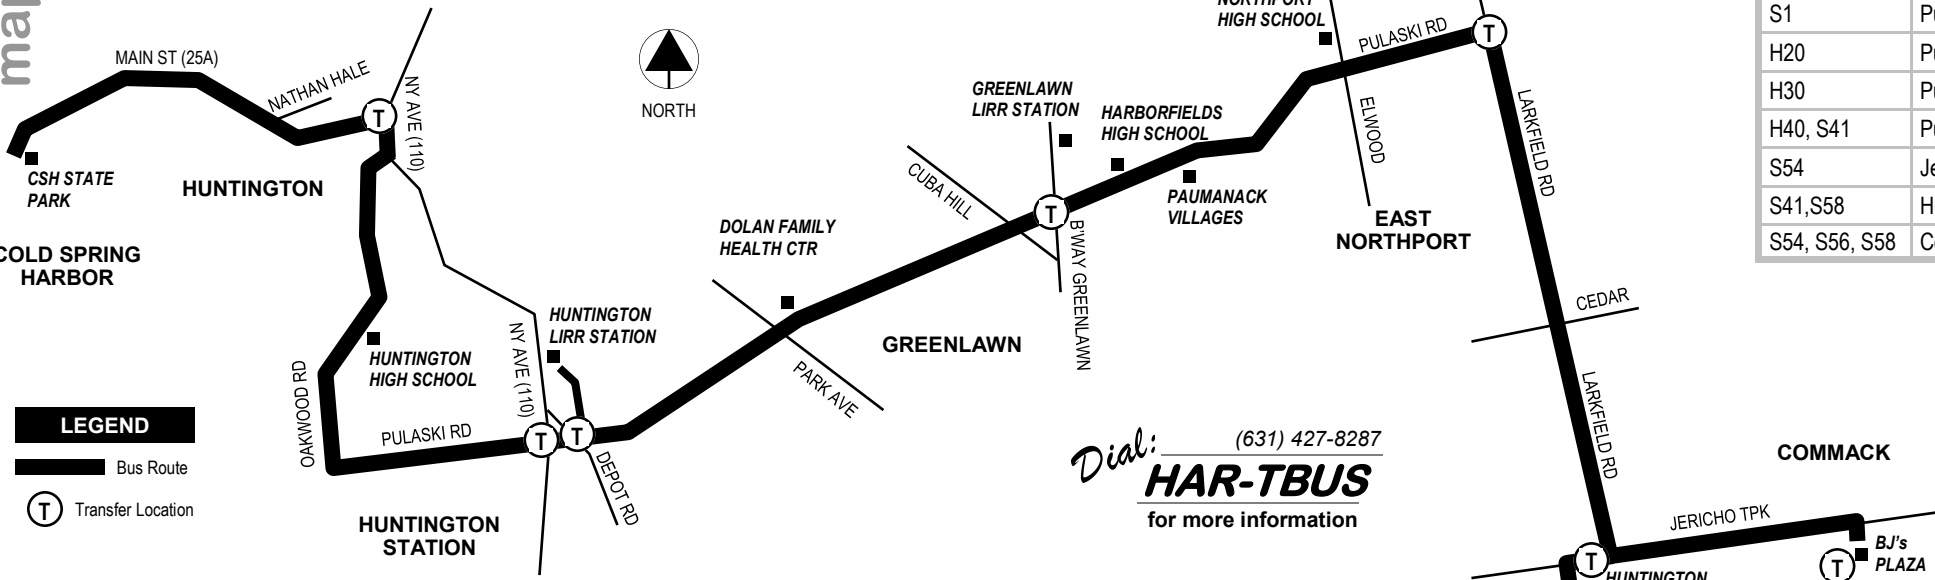 map
MAIN ST (25A)
NATHAN HALE
T
NY AVE (110)
CSH STATE
PARK
HUNTINGTON
COLD SPRING
HARBOR
NORTH
HUNTINGTON
HIGH SCHOOL
OAKWOOD RD
PULASKI RD
NY AVE (110)
HUNTINGTON
LIRR STATION
T
T
DEPOT RD
HUNTINGTON
STATION
LEGEND
Bus Route
T
Transfer Location
DOLAN FAMILY
HEALTH CTR
PARK AVE
GREENLAWN
CUBA HILL
GREENLAWN
LIRR STATION
T
B'WAY GREENLAWN
HARBORFIELDS
HIGH SCHOOL
PAUMANACK
VILLAGES
NORTHPORT
HIGH SCHOOL
PULASKI RD
T
ELWOOD
EAST
NORTHPORT
LARKFIELD RD
CEDAR
LARKFIELD RD
Dial:
(631) 427-8287
HAR-TBUS
for more information
COMMACK
JERICHO TPK
T
HUNTINGTON
T
BJ's
PLAZA
S1
H20
H30
H40, S41
S54
S41,S58
S54, S56, S58